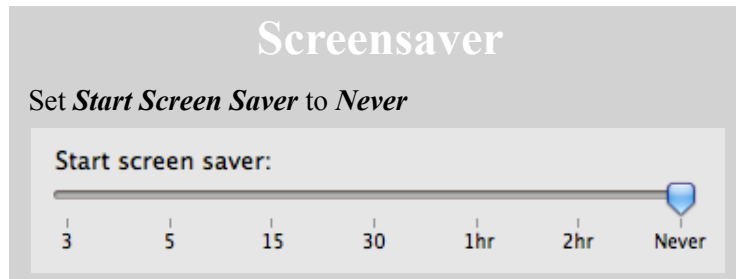 Screensaver
Set Start Screen Saver to Never
Start screen saver:
3 5 15 30 1hr 2hr Never